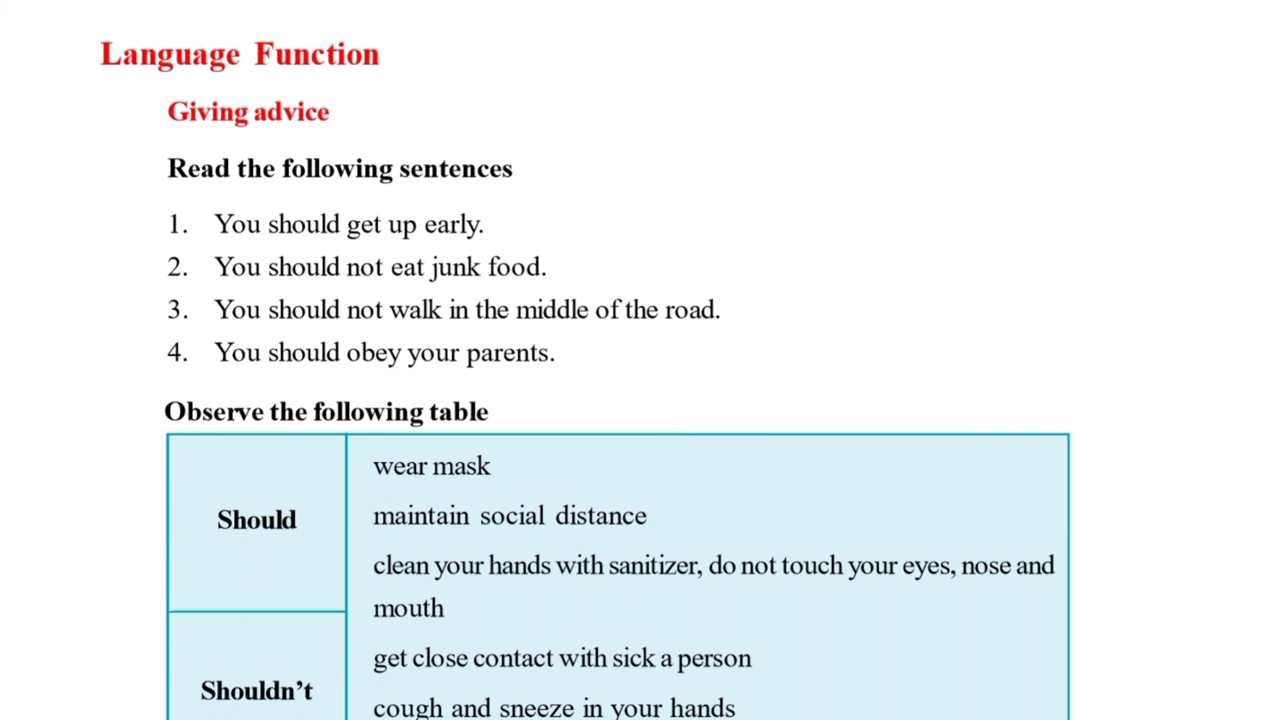 Language Function
Giving advice
Read the following sentences
1. You should get up early.
2. You should not eat junk food.
3. You should not walk in the middle of the road.
4. You should obey your parents.
Observe the following table
Should
wear mask
maintain social distance
clean your hands with sanitizer, do not touch your eyes, nose and
mouth
Shouldn't
get close contact with sick a person
cough and sneeze in your hands